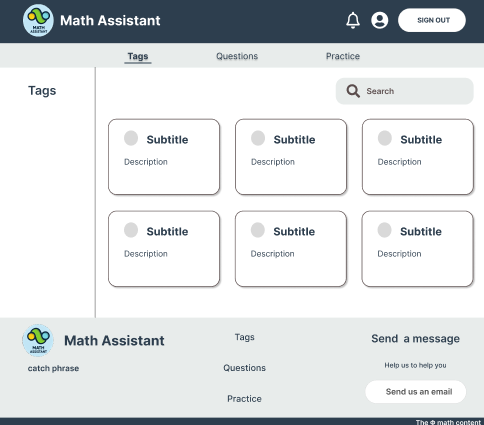 MATH
ASSISTANT
Math Assistant
SIGN OUT
Tags
Questions
Practice
Tags
Search
Subtitle
Description
Subtitle
Description
Subtitle
Description
Subtitle
Description
Subtitle
Description
Subtitle
Description
MATH
ASSISTANT
Math Assistant
catch phrase
Tags
Questions
Practice
Send a message
Help us to help you
Send us an email
The Φ math content